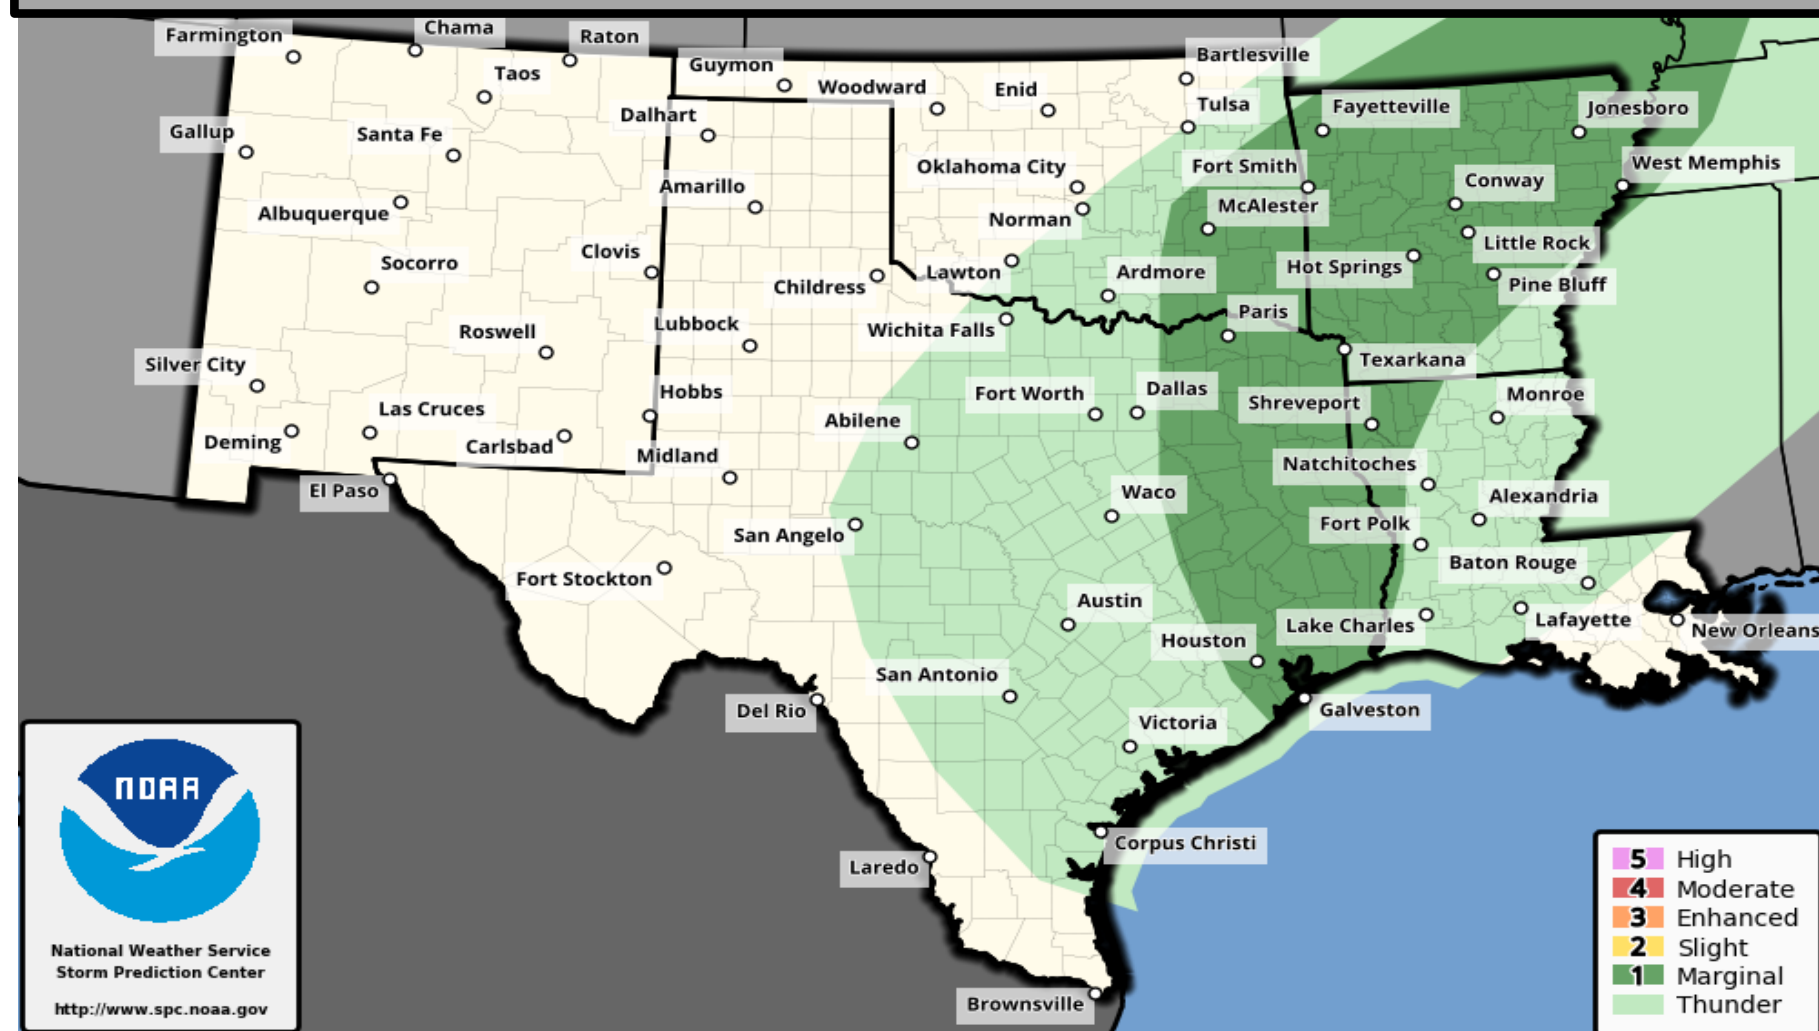 Farmington
Chama
Raton
Taos
Guymon
Woodward
Enid
Bartlesville
Tulsa
Dalhart
Gallup
Santa Fe
Fayetteville
Jonesboro
Oklahoma City
Fort Smith
West Memphis
Amarillo
Conway
Albuquerque
Norman
McAlester
Clovis
Socorro
Lawton
Ardmore
Hot Springs
Little Rock
Childress
Pine Bluff
Roswell
Lubbock
Wichita Falls
Paris
Silver City
Texarkana
Hobbs
Fort Worth
Dallas
Shreveport
Monroe
Las Cruces
Abilene
Deming
Carlsbad
Midland
Natchitoches
El Paso
Waco
Alexandria
San Angelo
Fort Polk
Fort Stockton
Baton Rouge
Austin
Houston
Lake Charles
Lafayette
New Orleans
San Antonio
Del Rio
Victoria
Galveston
Corpus Christi
Laredo
Brownsville
NOAA
National Weather Service
Storm Prediction Center
http://www.spc.noaa.gov
5 High
4 Moderate
3 Enhanced
2 Slight
1 Marginal
Thunder